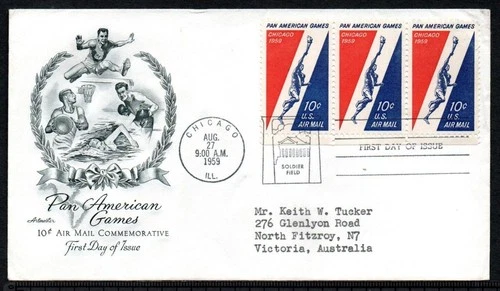 PAN AMERICAN GAMES
CHICAGO
1959
10¢
U.S.
AIR MAIL
PAN AMERICAN GAMES
CHICAGO
1959
10¢
U.S.
AIR MAIL
PAN AMERICAN GAMES
CHICAGO
1959
10¢
U.S.
AIR MAIL
CHICAGO
AUG.
27
9:00 A.M.
1959
ILL.
SOLDIER
FIELD
FIRST DAY OF ISSUE
Pan American
Games
Artmaster
10¢ AIR MAIL COMMEMORATIVE
First Day of Issue
Mr. Keith W. Tucker
276 Glenlyon Road
North Fitzroy, N7
Victoria, Australia